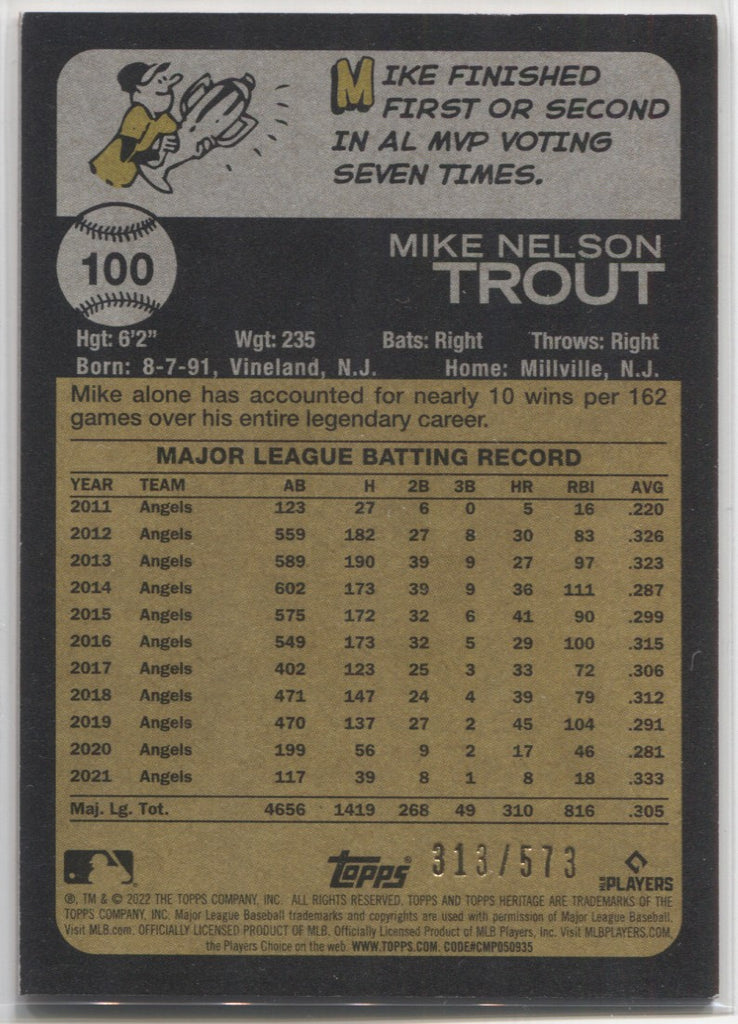 MIKE FINISHED
FIRST OR SECOND
IN AL MVP VOTING
SEVEN TIMES.
100
MIKE NELSON
TROUT
Hgt: 6'2" Wgt: 235 Bats: Right Throws: Right
Born: 8-7-91, Vineland, N.J. Home: Millville, N.J.
Mike alone has accounted for nearly 10 wins per 162
games over his entire legendary career.
MAJOR LEAGUE BATTING RECORD
YEAR TEAM AB H 2B 3B HR RBI AVG
2011 Angels 123 27 6 0 5 16 .220
2012 Angels 559 182 27 8 30 83 .326
2013 Angels 589 190 39 9 27 97 .323
2014 Angels 602 173 39 9 36 111 .287
2015 Angels 575 172 32 6 41 90 .299
2016 Angels 549 173 32 5 29 100 .315
2017 Angels 402 123 25 3 33 72 .306
2018 Angels 471 147 24 4 39 79 .312
2019 Angels 470 137 27 2 45 104 .291
2020 Angels 199 56 9 2 17 46 .281
2021 Angels 117 39 8 1 8 18 .333
Maj. Lg. Tot. 4656 1419 268 49 310 816 .305
Topps® 313/573 MLB PLAYERS
®, TM & © 2022 THE TOPPS COMPANY, INC. ALL RIGHTS RESERVED. TOPPS AND TOPPS HERITAGE ARE TRADEMARKS OF THE
TOPPS COMPANY, INC. Major League Baseball trademarks and copyrights are used with permission of Major League Baseball.
Visit MLB.com. OFFICIALLY LICENSED PRODUCT OF MLB. Officially Licensed Product of MLB Players, Inc. Visit MLBPLAYERS.COM,
the Players Choice on the web. WWW.TOPPS.COM. CODE#CMP050935